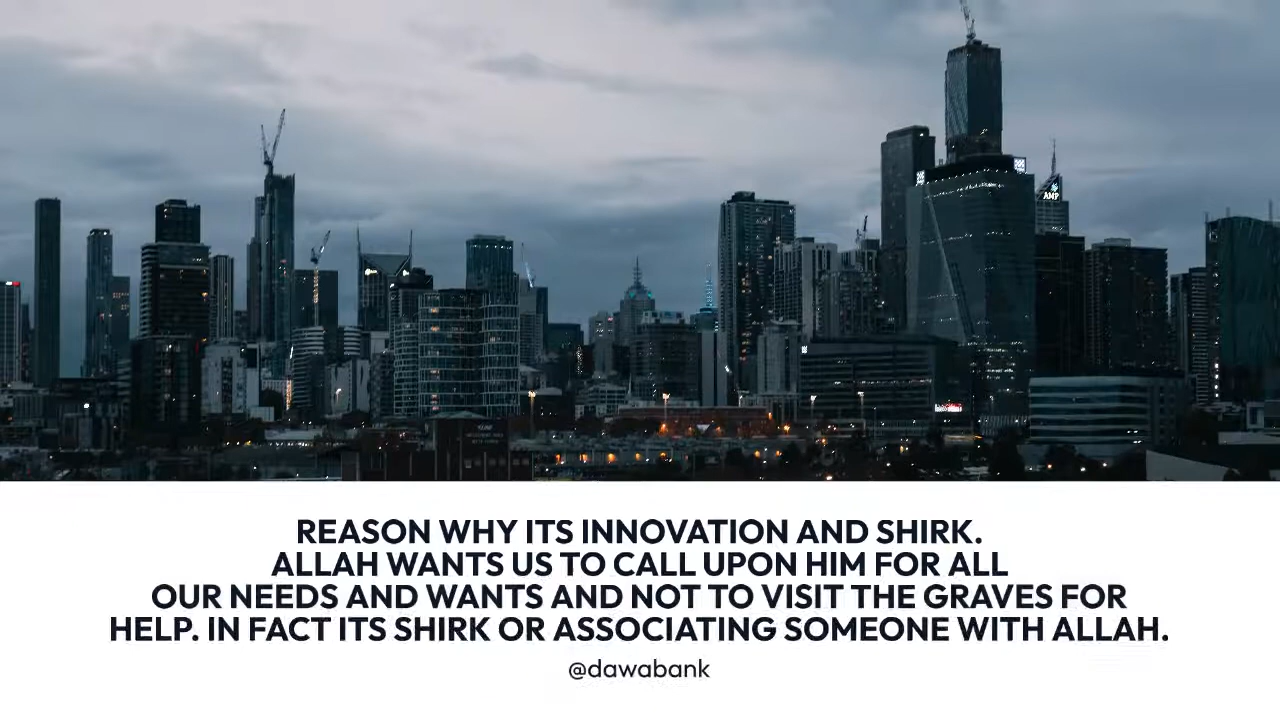 AMP
REASON WHY ITS INNOVATION AND SHIRK.
ALLAH WANTS US TO CALL UPON HIM FOR ALL
OUR NEEDS AND WANTS AND NOT TO VISIT THE GRAVES FOR
HELP. IN FACT ITS SHIRK OR ASSOCIATING SOMEONE WITH ALLAH.
@dawabank